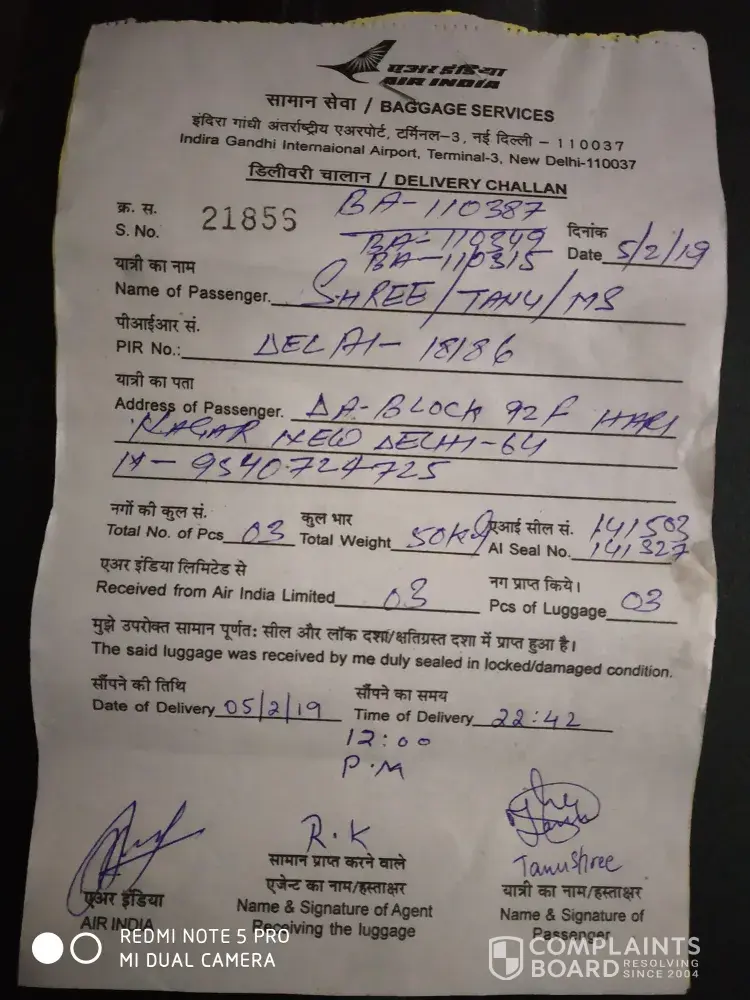 एअर इंडिया
AIR INDIA
सामान सेवा / BAGGAGE SERVICES
इंदिरा गांधी अंतर्राष्ट्रीय एअरपोर्ट, टर्मिनल-3, नई दिल्ली - 110037
Indira Gandhi Internaional Airport, Terminal-3, New Delhi-110037
डिलीवरी चालान / DELIVERY CHALLAN
क्र. स. BA-110387
S. No. 21856 BA-110349 दिनांक
BA-110315 Date 5/2/19
यात्री का नाम
Name of Passenger. SHREE/TANU/MS
पीआईआर सं.
PIR No.: DEL AI- 18186
यात्री का पता
Address of Passenger. DA-BLOCK 92F HARI
NAGAR NEW DELHI-64
M- 9540724725
नगों की कुल सं. कुल भार एआई सील सं. 141503
Total No. of Pcs 03 Total Weight 50Kg AI Seal No. 141327
एअर इंडिया लिमिटेड से नग प्राप्त किये।
Received from Air India Limited 03 Pcs of Luggage 03
मुझे उपरोक्त सामान पूर्णत: सील और लॉक दशा/क्षतिग्रस्त दशा में प्राप्त हुआ है।
The said luggage was received by me duly sealed in locked/damaged condition.
सौंपने की तिथि सौंपने का समय
Date of Delivery 05/2/19 Time of Delivery 22:42
12:00
P.M
R.K
Tanushree
सामान प्राप्त करने वाले
एअर इंडिया एजेन्ट का नाम/हस्ताक्षर यात्री का नाम/हस्ताक्षर
AIR INDIA Name & Signature of Agent Name & Signature of
Receiving the luggage Passenger
REDMI NOTE 5 PRO
MI DUAL CAMERA
COMPLAINTS
BOARD RESOLVING
SINCE 2004